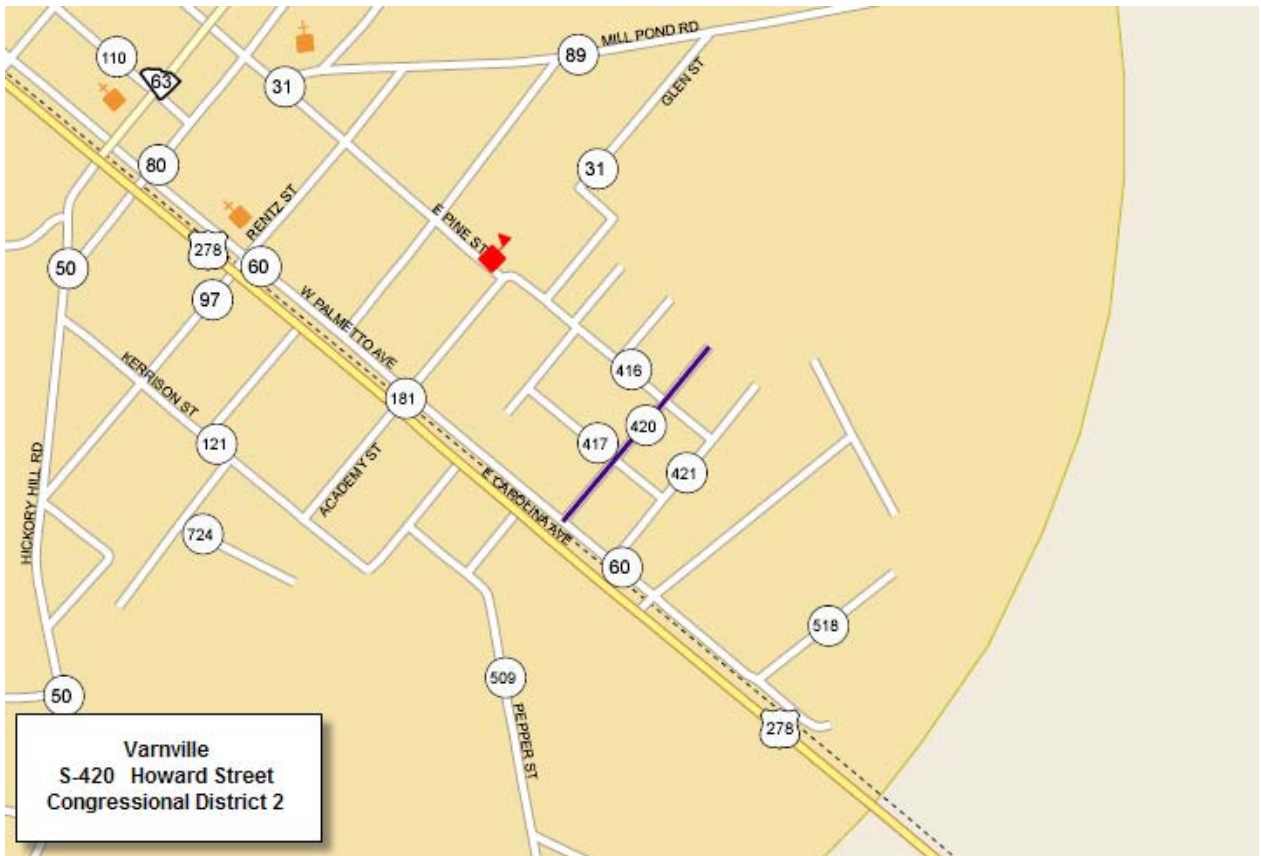 MILL POND RD
89
110
63
31
GLEN ST
80
31
RENTZ ST
E PINE ST
278
60
50
97
W PALMETTO AVE
KERRISON ST
416
181
420
121
417
421
ACADEMY ST
HICKORY HILL RD
E CAROLINA AVE
724
60
518
509
50
PEPPER ST
278
Varnville
S-420 Howard Street
Congressional District 2